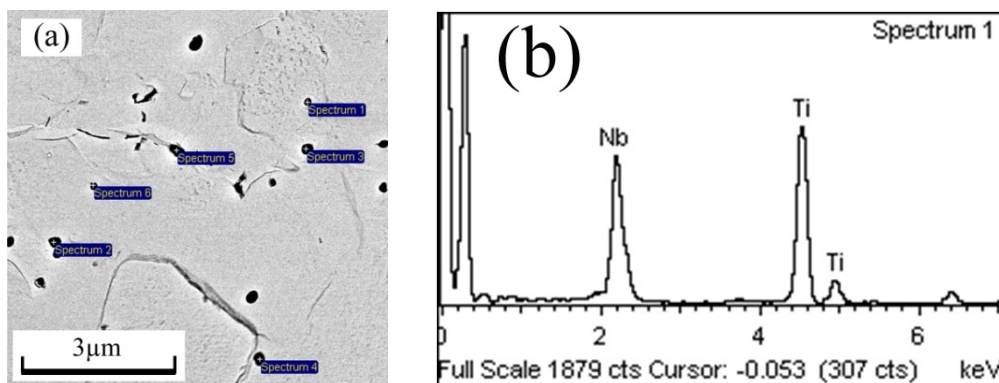 (a)
Spectrum 1
Spectrum 5
Spectrum 3
Spectrum 6
Spectrum 2
Spectrum 4
3μm
(b)
Spectrum 1
Nb
Ti
Ti
0 2 4 6
Full Scale 1879 cts Cursor: -0.053 (307 cts) keV